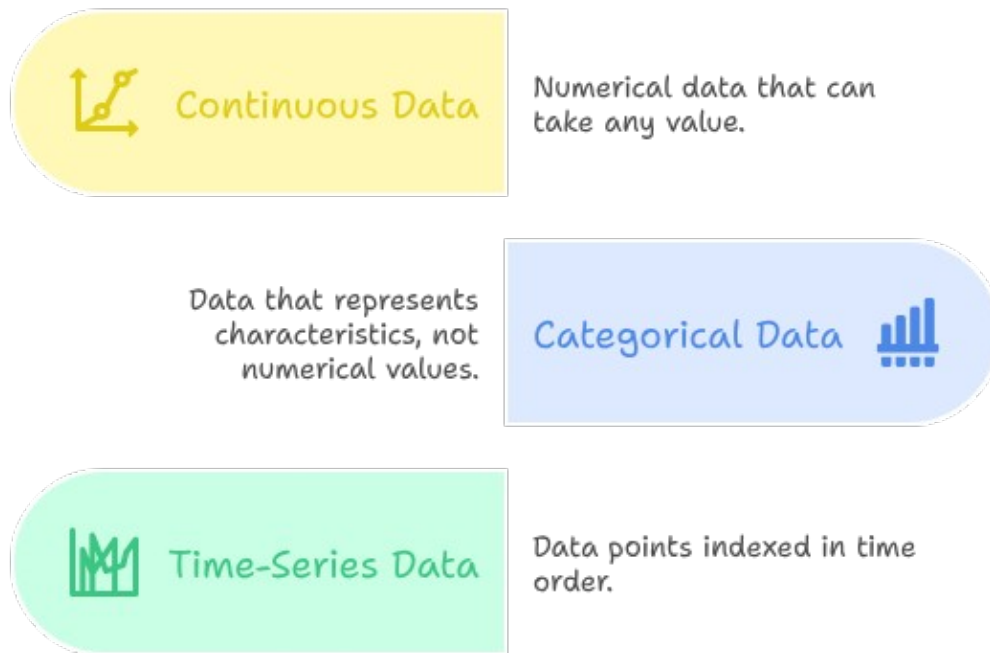 Continuous Data
Numerical data that can
take any value.
Data that represents
characteristics, not
numerical values.
Categorical Data
Time-Series Data
Data points indexed in time
order.